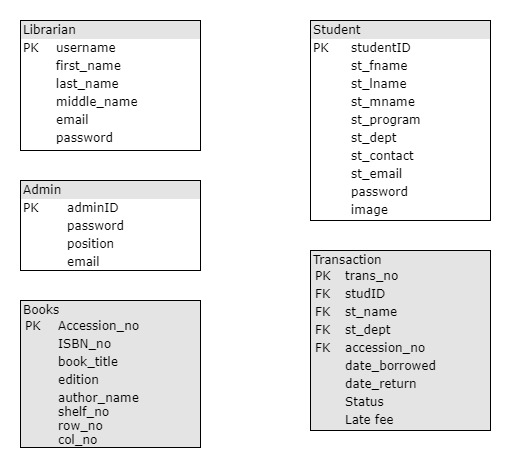 Librarian
PK username
first_name
last_name
middle_name
email
password
Admin
PK adminID
password
position
email
Books
PK Accession_no
ISBN_no
book_title
edition
author_name
shelf_no
row_no
col_no
Student
PK studentID
st_fname
st_lname
st_mname
st_program
st_dept
st_contact
st_email
password
image
Transaction
PK trans_no
FK studID
FK st_name
FK st_dept
FK accession_no
date_borrowed
date_return
Status
Late fee